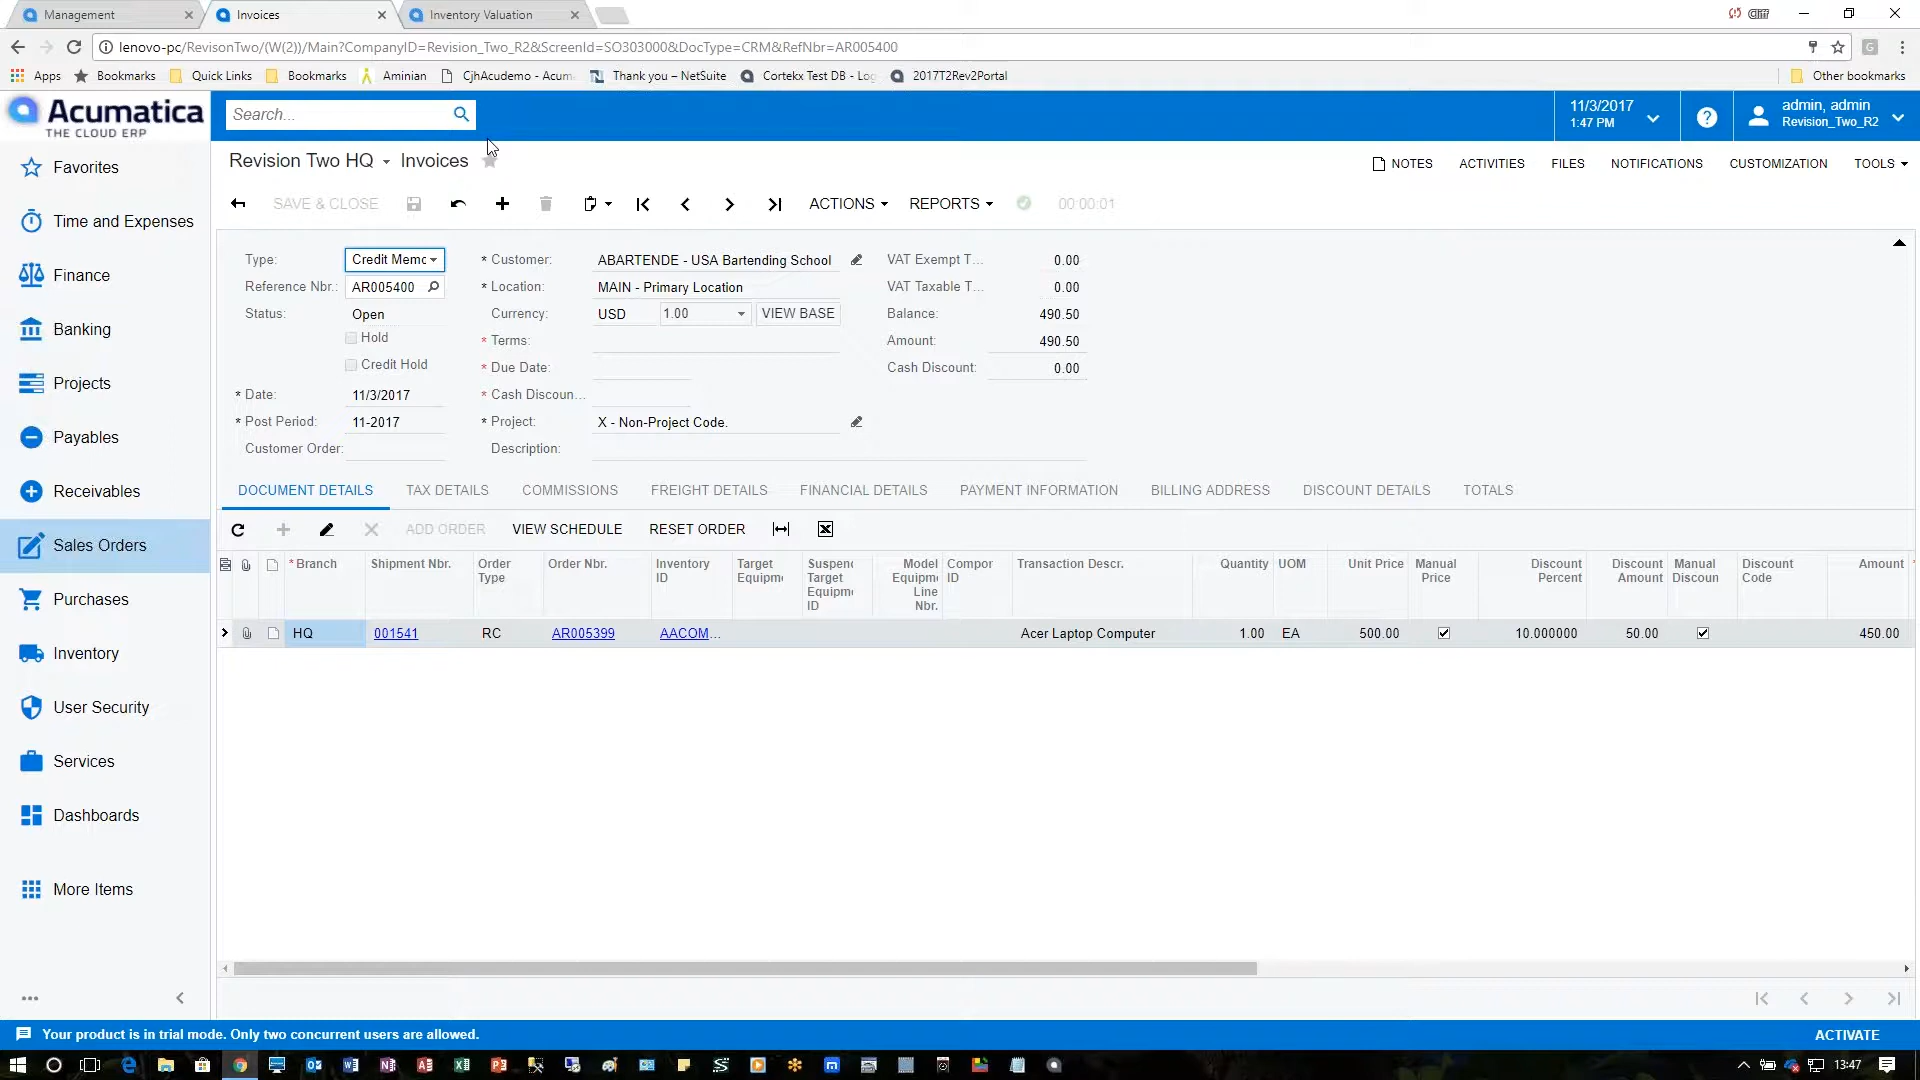 Management
Invoices
Inventory Valuation
lenovo-pc/RevisonTwo/(W(2))/Main?CompanyID=Revision_Two_R2&ScreenId=SO303000&DocType=CRM&RefNbr=AR005400
Apps
Bookmarks
Quick Links
Bookmarks
Aminian
CjhAcudemo - Acum
Thank you – NetSuite
Cortekx Test DB - Log
2017T2Rev2Portal
Other bookmarks
Acumatica
THE CLOUD ERP
Search...
11/3/2017
1:47 PM
admin, admin
Revision_Two_R2
Revision Two HQ
Invoices
NOTES
ACTIVITIES
FILES
NOTIFICATIONS
CUSTOMIZATION
TOOLS
SAVE & CLOSE
ACTIONS
REPORTS
00:00:01
Favorites
Time and Expenses
Finance
Banking
Projects
Payables
Receivables
Sales Orders
Purchases
Inventory
User Security
Services
Dashboards
More Items
Type: Credit Memo
Reference Nbr.: AR005400
Status: Open
Hold
Credit Hold
* Date: 11/3/2017
* Post Period: 11-2017
Customer Order:
* Customer: ABARTENDE - USA Bartending School
* Location: MAIN - Primary Location
Currency: USD 1.00 VIEW BASE
* Terms:
* Due Date:
* Cash Discoun...
* Project: X - Non-Project Code.
Description:
VAT Exempt T... 0.00
VAT Taxable T... 0.00
Balance: 490.50
Amount: 490.50
Cash Discount: 0.00
DOCUMENT DETAILS TAX DETAILS COMMISSIONS FREIGHT DETAILS FINANCIAL DETAILS PAYMENT INFORMATION BILLING ADDRESS DISCOUNT DETAILS TOTALS
ADD ORDER VIEW SCHEDULE RESET ORDER
* Branch
Shipment Nbr.
Order
Type
Order Nbr.
Inventory
ID
Target
Equipme
Suspend
Target
Equipme
ID
Model
Equipme
Line
Nbr.
Compor
ID
Transaction Descr.
Quantity
UOM
Unit Price
Manual
Price
Discount
Percent
Discount
Amount
Manual
Discoun
Discount
Code
Amount
HQ 001541 RC AR005399 AACOM... Acer Laptop Computer 1.00 EA 500.00 10.000000 50.00 450.00
Your product is in trial mode. Only two concurrent users are allowed.
ACTIVATE
13:47